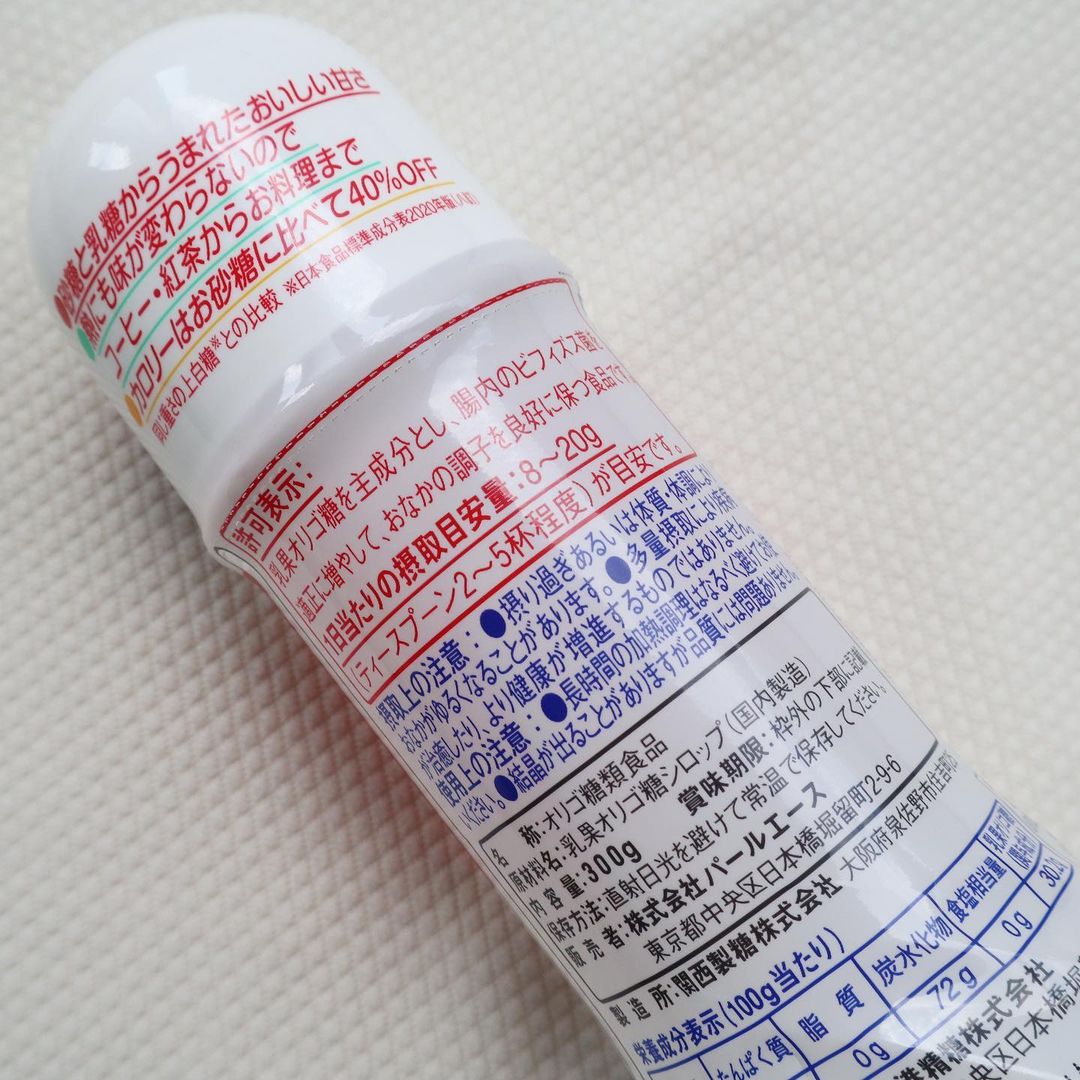 ●砂糖と乳糖からうまれたおいしい甘さ
●熱にも味が変わらないので
コーヒー・紅茶からお料理まで
●カロリーはお砂糖に比べて40%OFF
同じ重さの上白糖※との比較 ※日本食品標準成分表2020年版(八訂)
許可表示:
乳果オリゴ糖を主成分とし、腸内のビフィズス菌を
適正に増やして、おなかの調子を良好に保つ食品です。
1日当たりの摂取目安量:8〜20g
(ティースプーン2〜5杯程度)が目安です。
摂取上の注意:●摂り過ぎあるいは体質・体調により
おなかがゆるくなることがあります。●多量摂取により疾病
が治癒したり、より健康が増進するものではありません。
使用上の注意:●長時間の加熱調理はなるべく避けて
ください。●結晶が出ることがありますが品質には問題ありません。
名 称:オリゴ糖類食品
原材料名:乳果オリゴ糖シロップ(国内製造)
内容量:300g 賞味期限:枠外の下部に記載
保存方法:直射日光を避けて常温で保存してください。
販売者:株式会社パールエース
東京都中央区日本橋堀留町2-9-6
製造所:関西製糖株式会社 大阪府泉佐野市住吉町
栄養成分表示(100g当たり)
たんぱく質 脂質 炭水化物 食塩相当量 乳果オリゴ糖
0g 72g 0g 30.0
精糖株式会社
央区日本橋堀